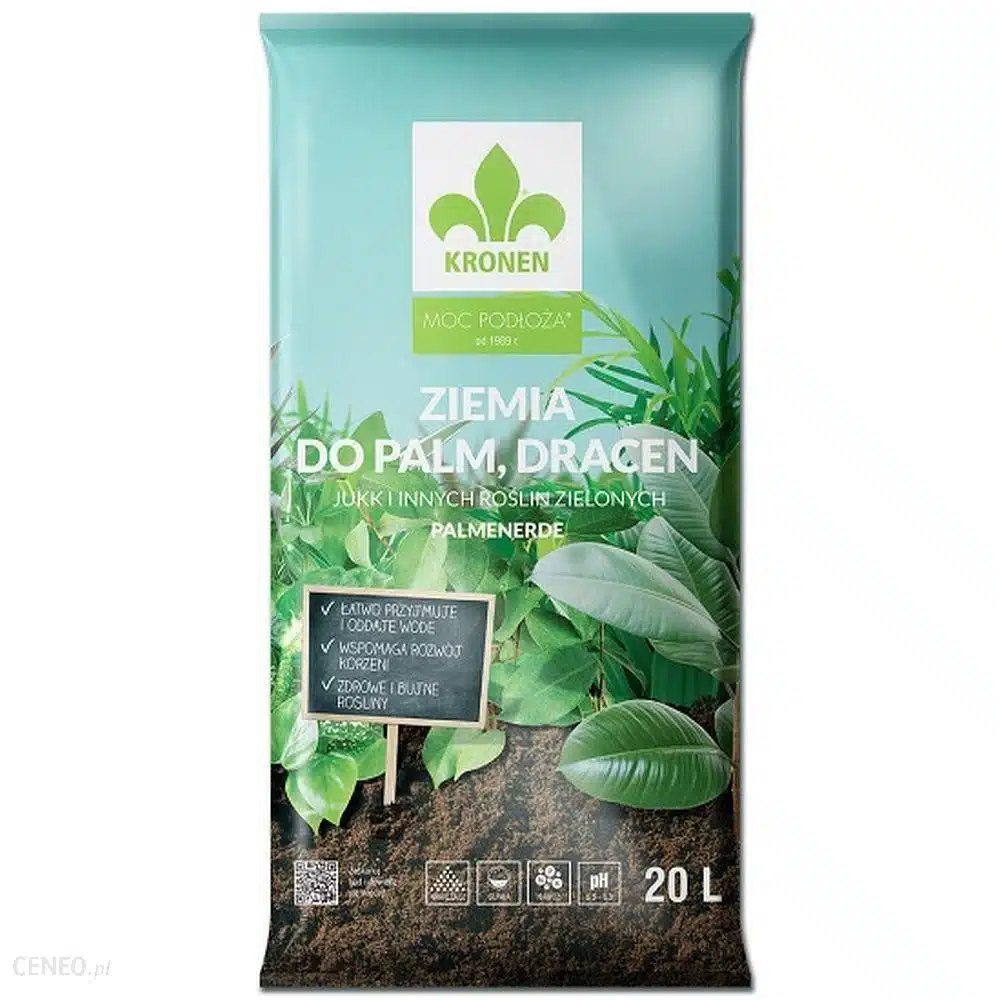 KRONEN
MOC PODŁOŻA®
od 1989 r.
ZIEMIA
DO PALM, DRACEN
JUKK I INNYCH ROŚLIN ZIELONYCH
PALMENERDE
✓ ŁATWO PRZYJMUJE
I ODDAJE WODĘ
✓ WSPOMAGA ROZWÓJ
KORZENI
✓ ZDROWE I BUJNE
ROŚLINY
pH
20 L
CENEO.pl